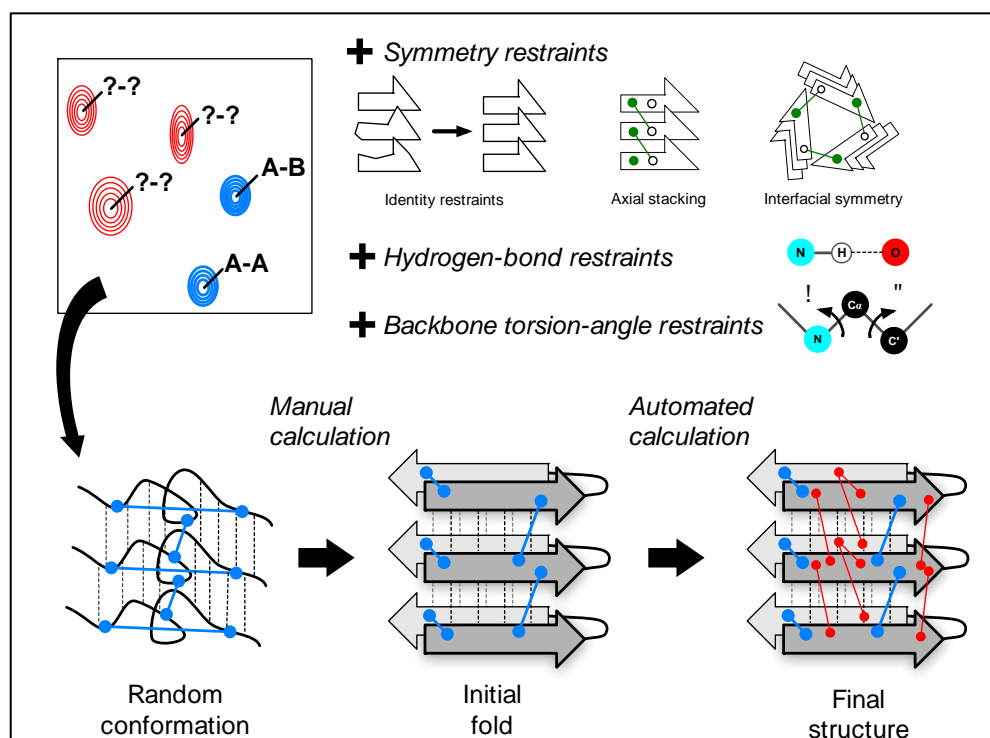 ?-?
?-?
?-?
A-B
A-A
+ Symmetry restraints
Identity restraints
Axial stacking
Interfacial symmetry
+ Hydrogen-bond restraints
N H O
+ Backbone torsion-angle restraints
! "
Cα
N C'
Manual
calculation
Automated
calculation
Random
conformation
Initial
fold
Final
structure